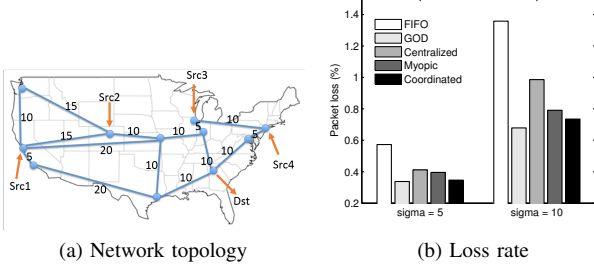 Src3
15
Src2
10
10
15
10
10
5
5
20
10
5
10
10
10
Src4
Src1
20
Dst
(a) Network topology
1.4
1.2
1
0.8
0.6
0.4
0.2
Packet loss (%)
FIFO
GOD
Centralized
Myopic
Coordinated
sigma = 5
sigma = 10
(b) Loss rate